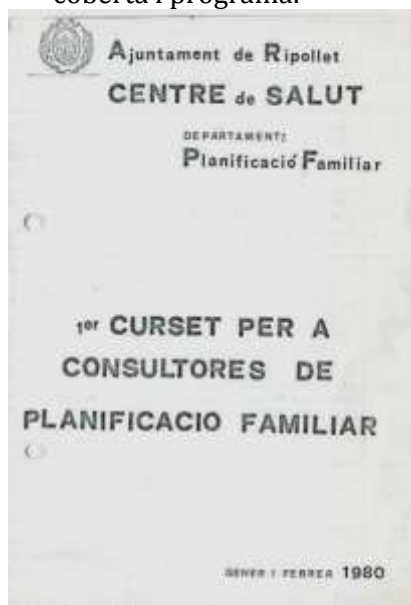 coberta i programa.
Ajuntament de Ripollet
CENTRE de SALUT
DEPARTAMENT:
Planificació Familiar
1er CURSET PER A
CONSULTORES DE
PLANIFICACIO FAMILIAR
GENER I FEBRER 1980